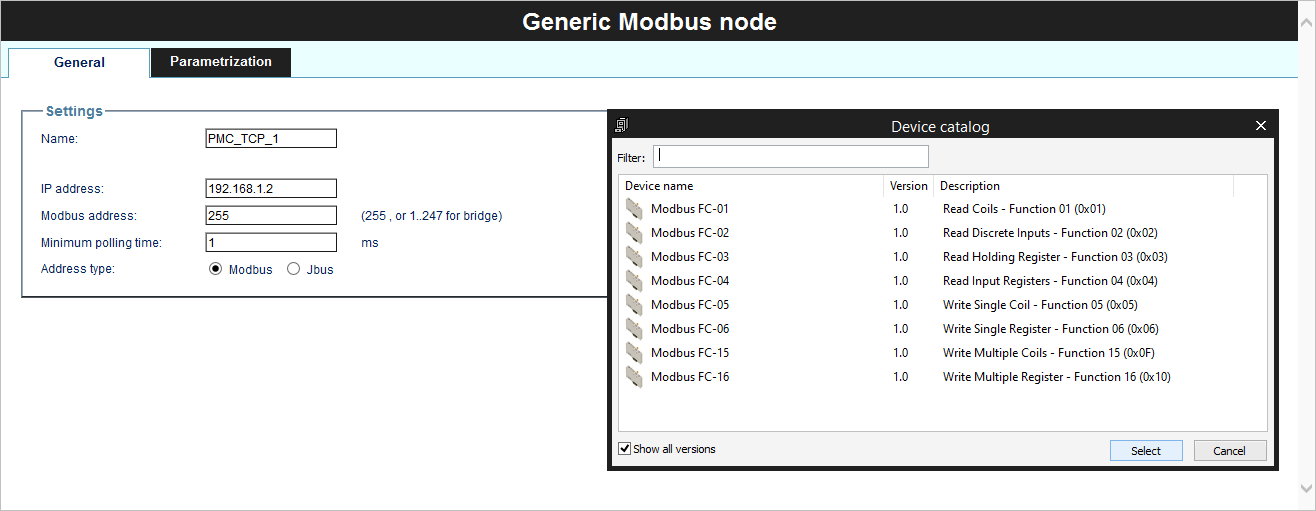 Generic Modbus node
General Parametrization
Settings
Name: PMC_TCP_1
IP address: 192.168.1.2
Modbus address: 255 (255 , or 1..247 for bridge)
Minimum polling time: 1 ms
Address type: Modbus Jbus
Device catalog
Filter:
Device name Version Description
Modbus FC-01 1.0 Read Coils - Function 01 (0x01)
Modbus FC-02 1.0 Read Discrete Inputs - Function 02 (0x02)
Modbus FC-03 1.0 Read Holding Register - Function 03 (0x03)
Modbus FC-04 1.0 Read Input Registers - Function 04 (0x04)
Modbus FC-05 1.0 Write Single Coil - Function 05 (0x05)
Modbus FC-06 1.0 Write Single Register - Function 06 (0x06)
Modbus FC-15 1.0 Write Multiple Coils - Function 15 (0x0F)
Modbus FC-16 1.0 Write Multiple Register - Function 16 (0x10)
Show all versions Select Cancel